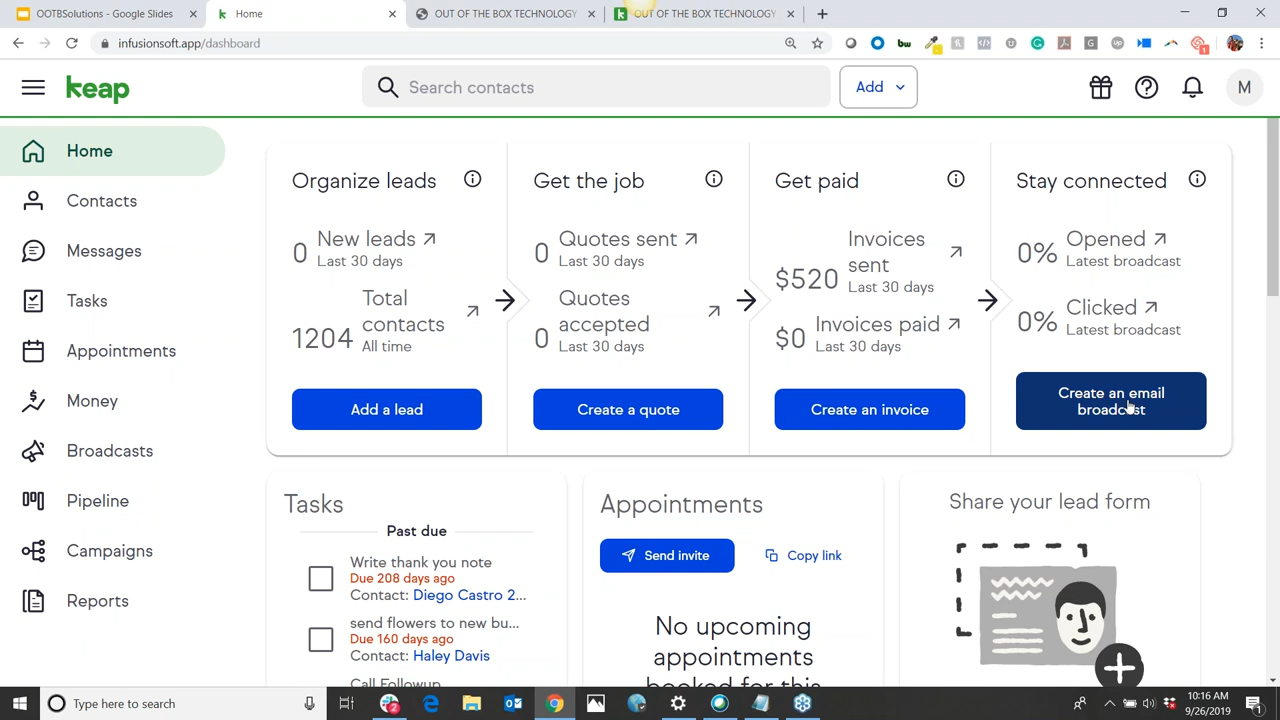 OOTBSolutions - Google Slides
Home
OUT OF THE BOX TECHNOLOGY
OUT OF THE BOX TECHNOLOGY
infusionsoft.app/dashboard
keap
Search contacts
Add
M
Home
Contacts
Messages
Tasks
Appointments
Money
Broadcasts
Pipeline
Campaigns
Reports
Organize leads
0 New leads
Last 30 days
1204 Total contacts
All time
Add a lead
Get the job
0 Quotes sent
Last 30 days
0 Quotes accepted
Last 30 days
Create a quote
Get paid
$520 Invoices sent
Last 30 days
$0 Invoices paid
Last 30 days
Create an invoice
Stay connected
0% Opened
Latest broadcast
0% Clicked
Latest broadcast
Create an email
broadcast
Tasks
Past due
Write thank you note
Due 208 days ago
Contact: Diego Castro 2...
send flowers to new bu...
Due 160 days ago
Contact: Haley Davis
Call Followup
Appointments
Send invite
Copy link
No upcoming
appointments
booked for this
Share your lead form
Type here to search
10:16 AM
9/26/2019